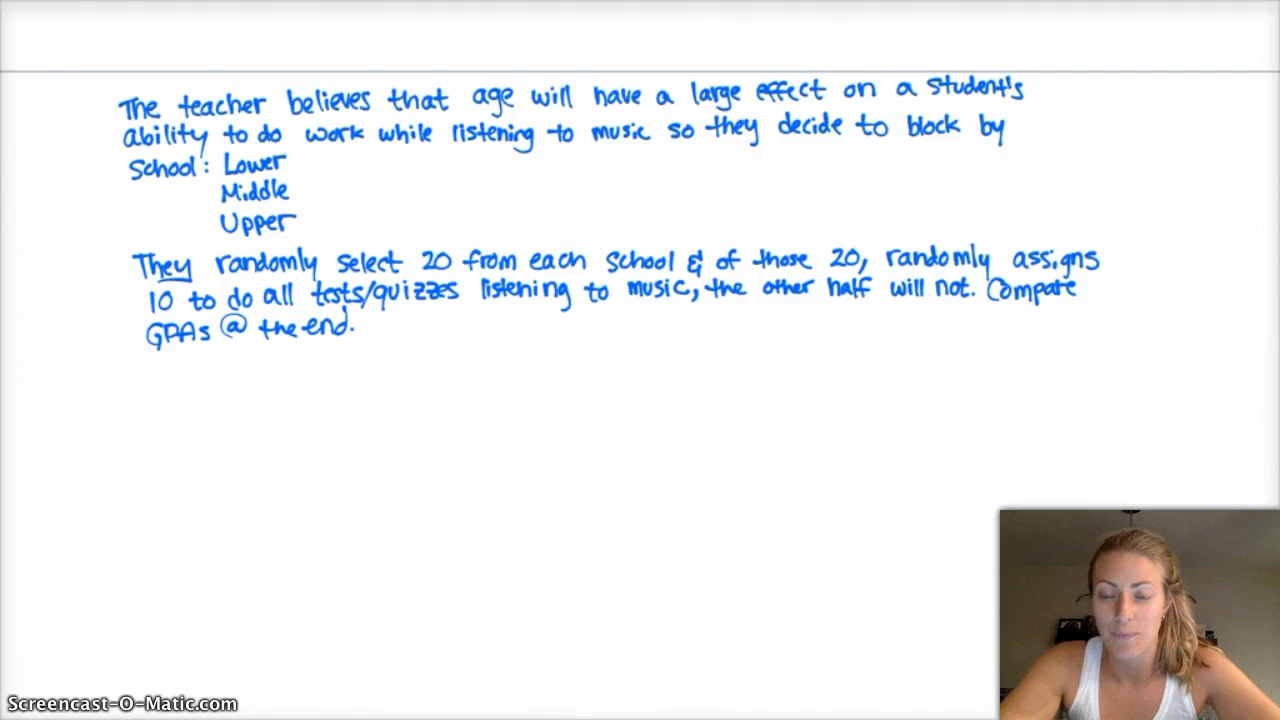 The teacher believes that age will have a large effect on a student's
ability to do work while listening to music so they decide to block by
School: Lower
Middle
Upper
They randomly select 20 from each school & of those 20, randomly assigns
10 to do all tests/quizzes listening to music, the other half will not. Compare
GPAs @ the end.
Screencast-O-Matic.com